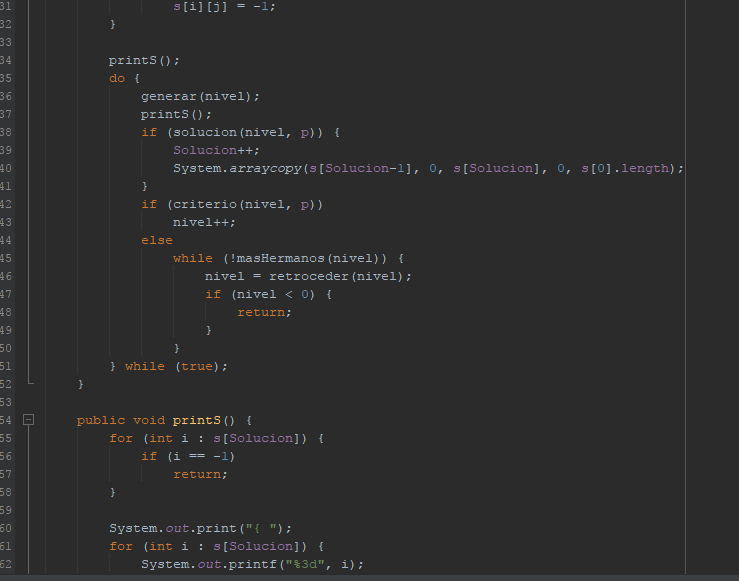 31 s[i][j] = -1;
32 }
33
34 printS();
35 do {
36 generar(nivel);
37 printS();
38 if (solucion(nivel, p)) {
39 Solucion++;
40 System.arraycopy(s[Solucion-1], 0, s[Solucion], 0, s[0].length);
41 }
42 if (criterio(nivel, p))
43 nivel++;
44 else
45 while (!masHermanos(nivel)) {
46 nivel = retroceder(nivel);
47 if (nivel < 0) {
48 return;
49 }
50 }
51 } while (true);
52 }
53
54 public void printS() {
55 for (int i : s[Solucion]) {
56 if (i == -1)
57 return;
58 }
59
60 System.out.print("{ ");
61 for (int i : s[Solucion]) {
62 System.out.printf("%3d", i);